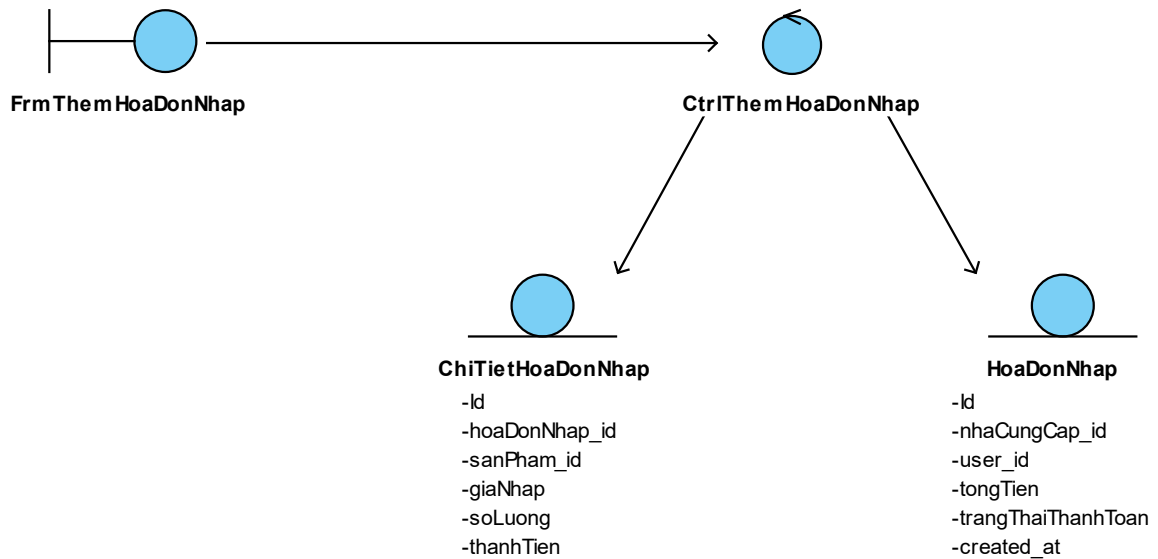 FrmThemHoaDonNhap
CtrlThemHoaDonNhap
ChiTietHoaDonNhap
-Id
-hoaDonNhap_id
-sanPham_id
-giaNhap
-soLuong
-thanhTien
HoaDonNhap
-Id
-nhaCungCap_id
-user_id
-tongTien
-trangThaiThanhToan
-created_at